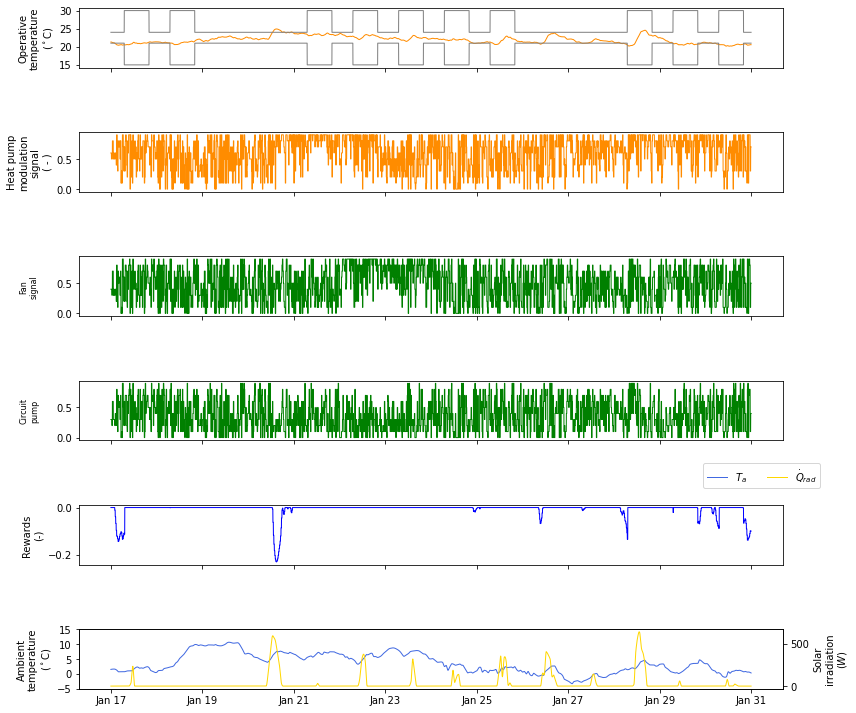 Operative
temperature
(°C)
30
25
20
15
Heat pump
modulation
signal
( - )
0.5
0.0
Fan
signal
0.5
0.0
Circuit
pump
0.5
0.0
T_a Q̇_rad
Rewards
(-)
0.0
−0.2
Ambient
temperature
(°C)
15
10
5
0
−5
500
0
Solar
irradiation
(W)
Jan 17 Jan 19 Jan 21 Jan 23 Jan 25 Jan 27 Jan 29 Jan 31